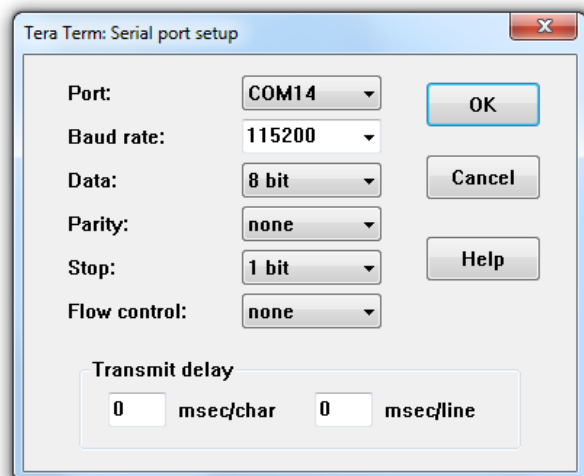 Tera Term: Serial port setup
Port: COM14 OK
Baud rate: 115200
Data: 8 bit Cancel
Parity: none
Stop: 1 bit Help
Flow control: none
Transmit delay
0 msec/char 0 msec/line